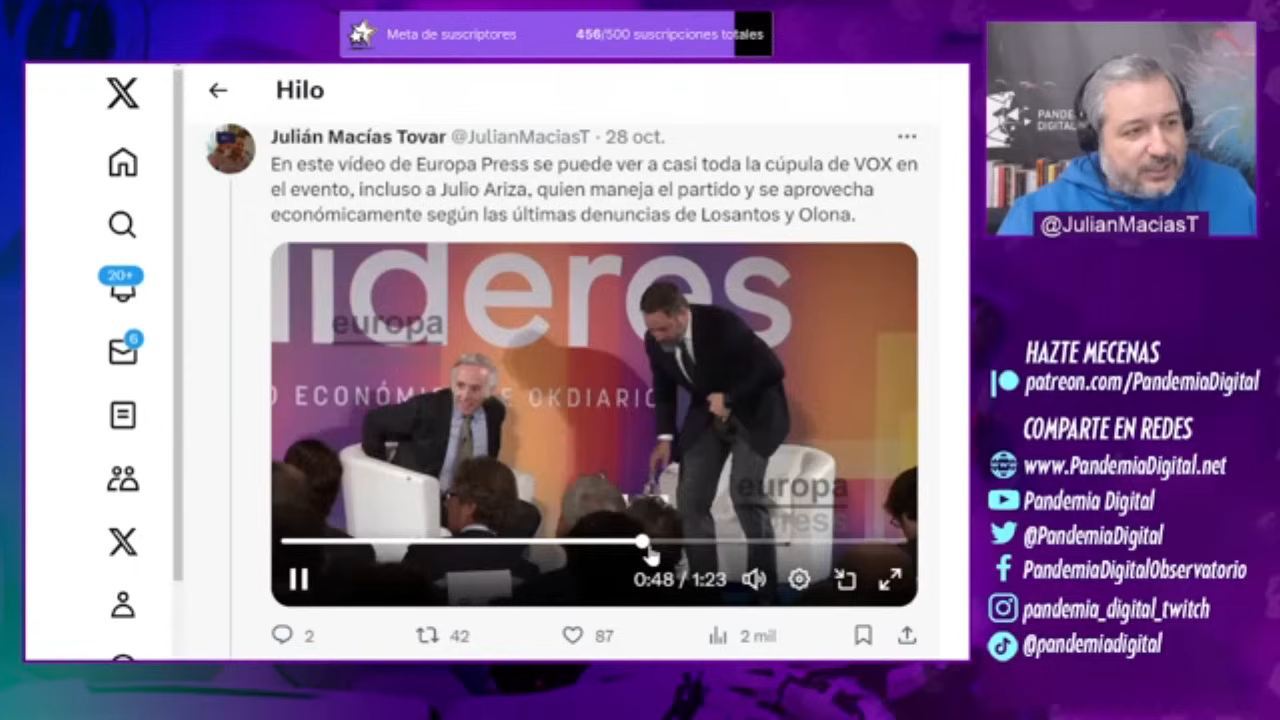 Meta de suscriptores
456/500 suscripciones totales
Hilo
Julián Macías Tovar @JulianMaciasT · 28 oct.
En este vídeo de Europa Press se puede ver a casi toda la cúpula de VOX en
el evento, incluso a Julio Ariza, quien maneja el partido y se aprovecha
económicamente según las últimas denuncias de Losantos y Olona.
20+
6
líderes
europa
O ECONÓMI E OKDIARIO
europa
press
0:48 / 1:23
2
42
87
2 mil
PANDE
DIGITAL
@JulianMaciasT
HAZTE MECENAS
patreon.com/PandemiaDigital
COMPARTE EN REDES
www.PandemiaDigital.net
Pandemia Digital
@PandemiaDigital
PandemiaDigitalObservatorio
pandemia_digital_twitch
@pandemiadigital